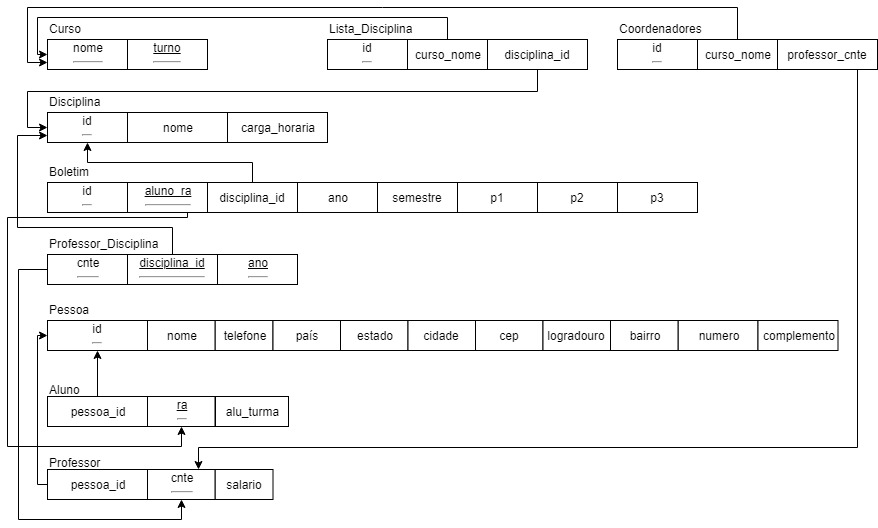 Curso
nome turno
Lista_Disciplina
id curso_nome disciplina_id
Coordenadores
id curso_nome professor_cnte
Disciplina
id nome carga_horaria
Boletim
id aluno_ra disciplina_id ano semestre p1 p2 p3
Professor_Disciplina
cnte disciplina_id ano
Pessoa
id nome telefone país estado cidade cep logradouro bairro numero complemento
Aluno
pessoa_id ra alu_turma
Professor
pessoa_id cnte salario